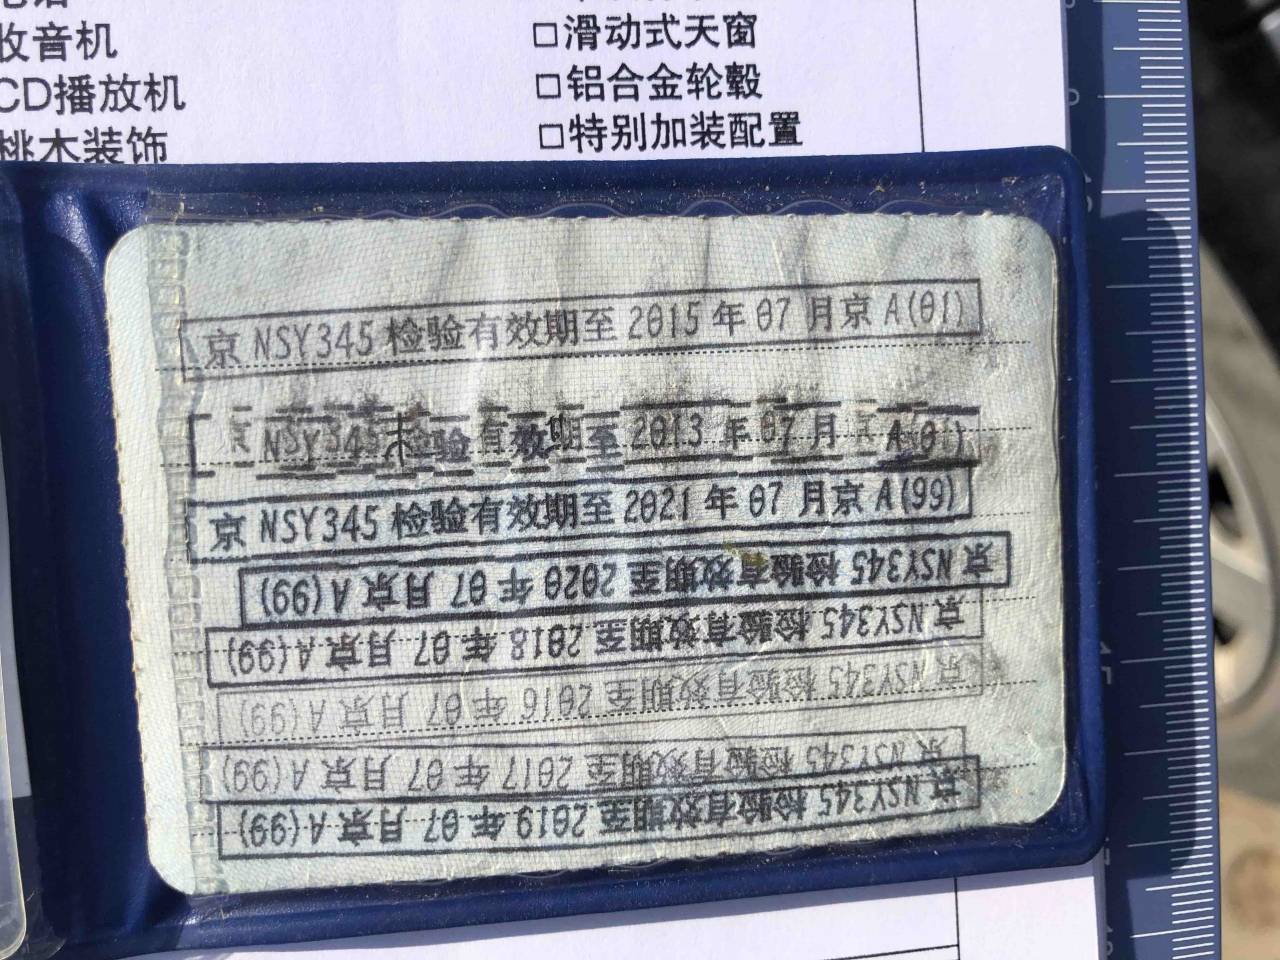 收音机
□滑动式天窗
CD播放机
□铝合金轮毂
桃木装饰
□特别加装配置
京NSY345检验有效期至2015年07月京A(01)
NSY345检验有效期至2013年07月 A(01)
京NSY345检验有效期至2021年07月京A(99)
京NSY345检验有效期至2020年07月京A(99)
京NSY345检验有效期至2018年07月京A(99)
京NSY345检验有效期至2016年07月京A(99)
京NSY345检验有效期至2017年07月京A(99)
京NSY345检验有效期至2019年07月京A(99)